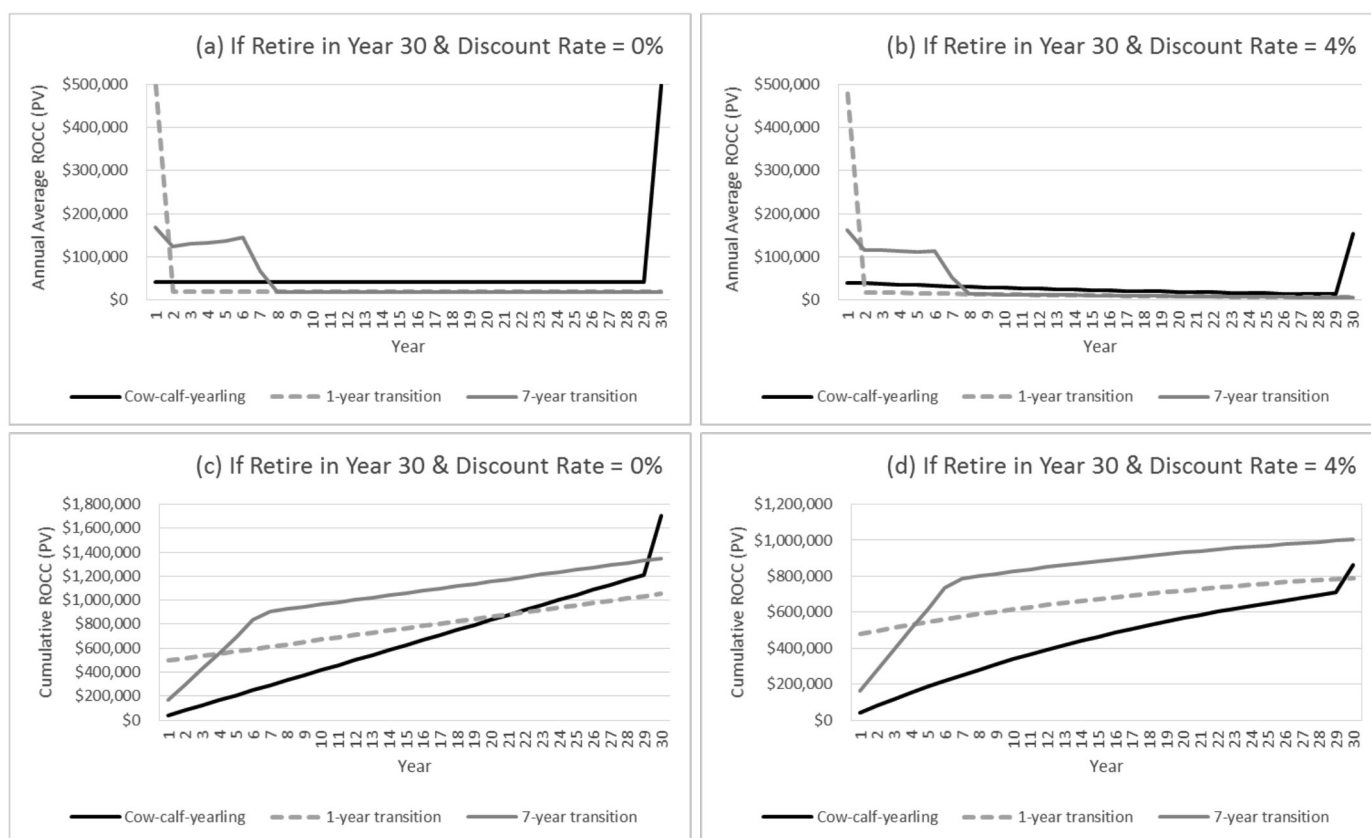 (a) If Retire in Year 30 & Discount Rate = 0%
Annual Average ROCC (PV)
$500,000
$400,000
$300,000
$200,000
$100,000
$0
1 2 3 4 5 6 7 8 9 10 11 12 13 14 15 16 17 18 19 20 21 22 23 24 25 26 27 28 29 30
Year
Cow-calf-yearling 1-year transition 7-year transition
(b) If Retire in Year 30 & Discount Rate = 4%
Annual Average ROCC (PV)
$500,000
$400,000
$300,000
$200,000
$100,000
$0
1 2 3 4 5 6 7 8 9 10 11 12 13 14 15 16 17 18 19 20 21 22 23 24 25 26 27 28 29 30
Year
Cow-calf-yearling 1-year transition 7-year transition
(c) If Retire in Year 30 & Discount Rate = 0%
Cumulative ROCC (PV)
$1,800,000
$1,600,000
$1,400,000
$1,200,000
$1,000,000
$800,000
$600,000
$400,000
$200,000
$0
1 2 3 4 5 6 7 8 9 10 11 12 13 14 15 16 17 18 19 20 21 22 23 24 25 26 27 28 29 30
Year
Cow-calf-yearling 1-year transition 7-year transition
(d) If Retire in Year 30 & Discount Rate = 4%
Cumulative ROCC (PV)
$1,200,000
$1,000,000
$800,000
$600,000
$400,000
$200,000
$0
1 2 3 4 5 6 7 8 9 10 11 12 13 14 15 16 17 18 19 20 21 22 23 24 25 26 27 28 29 30
Year
Cow-calf-yearling 1-year transition 7-year transition